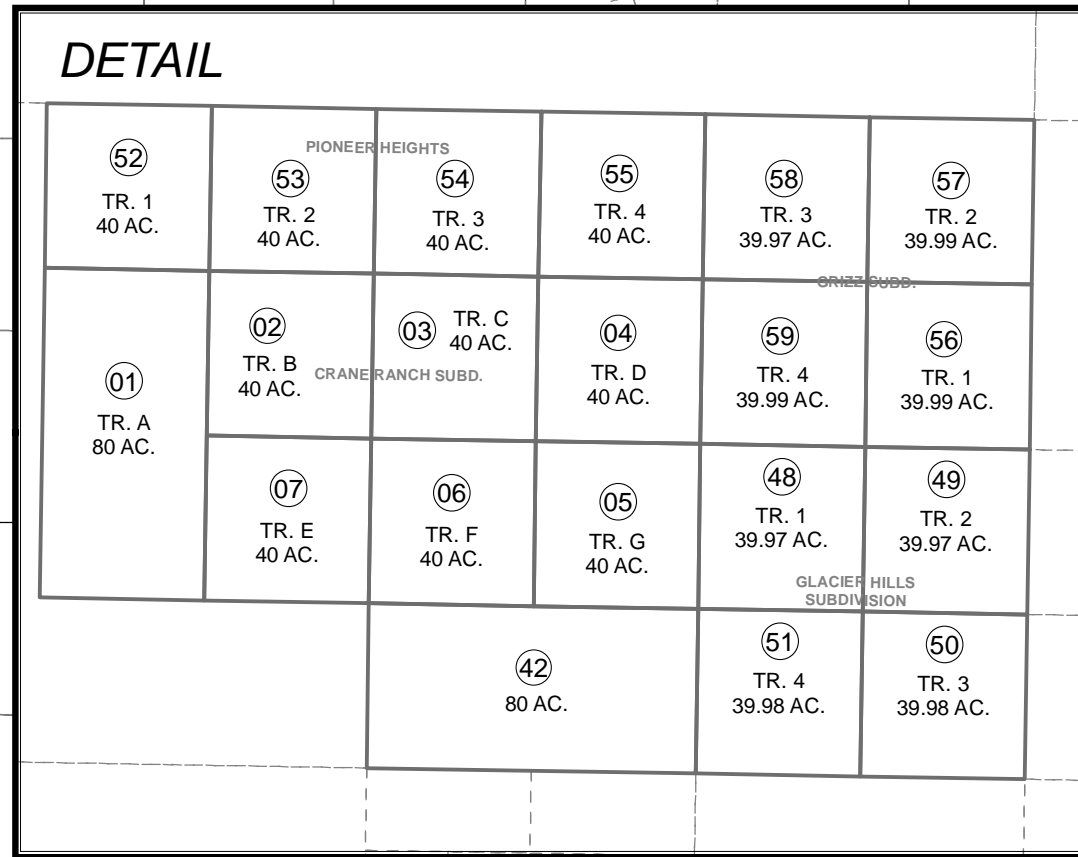 DETAIL
PIONEER HEIGHTS
52
TR. 1
40 AC.
53
TR. 2
40 AC.
54
TR. 3
40 AC.
55
TR. 4
40 AC.
58
TR. 3
39.97 AC.
57
TR. 2
39.99 AC.
GRIZZ SUBD.
01
TR. A
80 AC.
02
TR. B
40 AC.
03
TR. C
40 AC.
CRANE RANCH SUBD.
04
TR. D
40 AC.
59
TR. 4
39.99 AC.
56
TR. 1
39.99 AC.
07
TR. E
40 AC.
06
TR. F
40 AC.
05
TR. G
40 AC.
48
TR. 1
39.97 AC.
49
TR. 2
39.97 AC.
GLACIER HILLS
SUBDIVISION
42
80 AC.
51
TR. 4
39.98 AC.
50
TR. 3
39.98 AC.